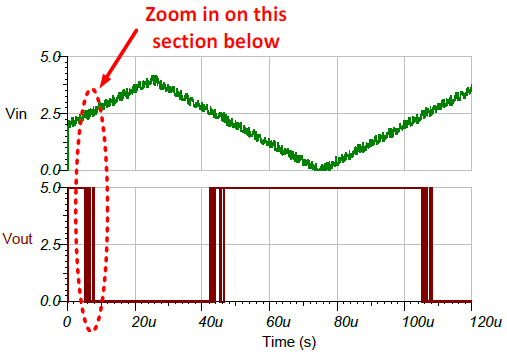 Zoom in on this
section below
5.0
Vin
2.5
0.0
5.0
Vout
2.5
0.0
0 20u 40u 60u 80u 100u 120u
Time (s)